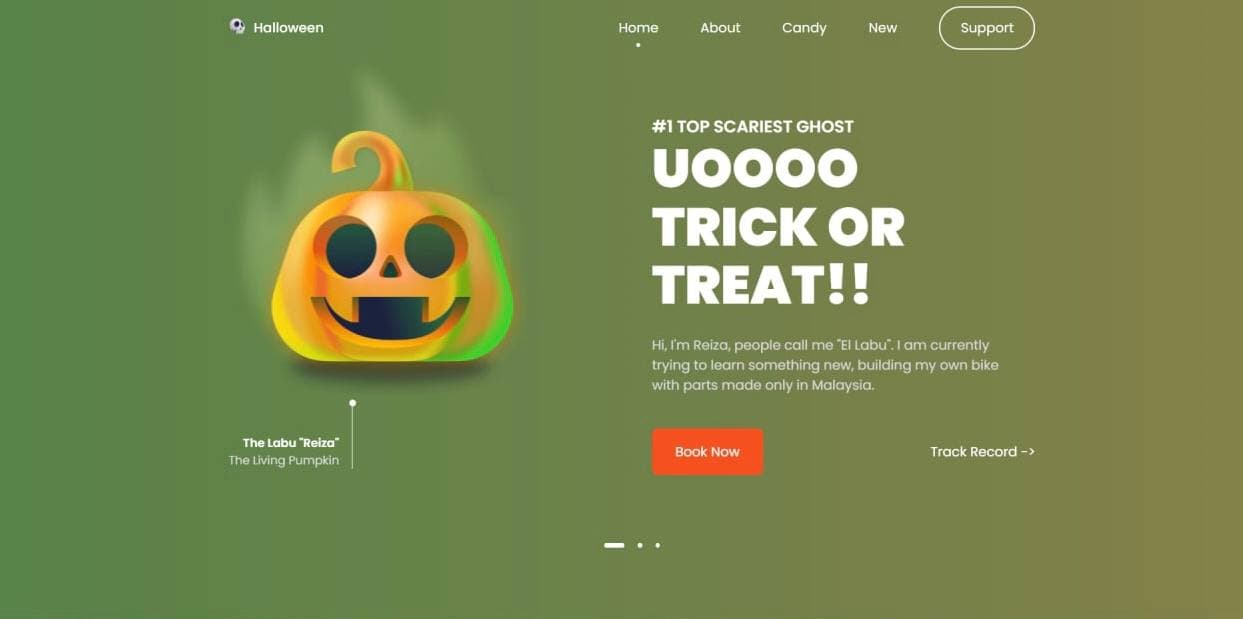 Halloween
Home
About
Candy
New
Support
#1 TOP SCARIEST GHOST
UOOOO
TRICK OR
TREAT!!
Hi, I'm Reiza, people call me "El Labu". I am currently
trying to learn something new, building my own bike
with parts made only in Malaysia.
Book Now
Track Record ->
The Labu "Reiza"
The Living Pumpkin